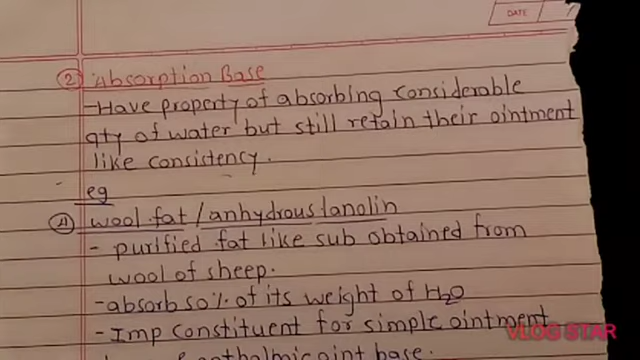 DATE
② Absorption Base
- Have property of absorbing considerable
qty of water but still retain their ointment
like consistency.
eg
Ⓐ wool fat / anhydrous lanolin
- purified fat like sub obtained from
wool of sheep.
- absorb 50% of its weight of H2O
- Imp constituent for simple ointment
oint base.
VLOG STAR